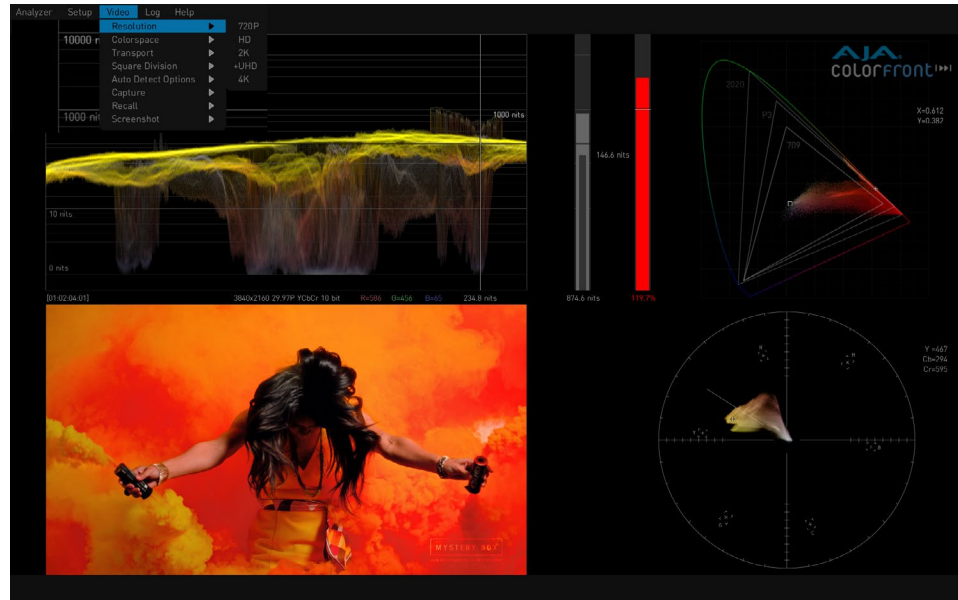 Analyzer Setup Video Log Help
Resolution
Colorspace
Transport
Square Division
Auto Detect Options
Capture
Recall
Screenshot
720P
HD
2K
+UHD
4K
10000 n
1000 nit
1000 nits
10 nits
0 nits
[01:02:04:01] 3840x2160 29.97P YCbCr 10 bit R=586 G=456 B=65 234.8 nits
146.6 nits
874.6 nits
119.7%
AJA
colorfront
2020
P3
709
X=0.612
Y=0.382
MYSTERY BOX
Y =467
Cb=294
Cr=595